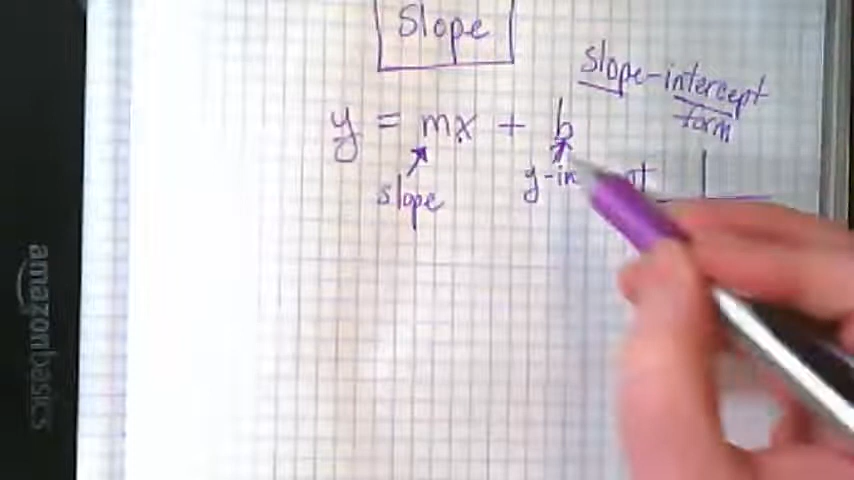 Slope
slope-intercept
form
y = mx + b
slope
amazonbasics